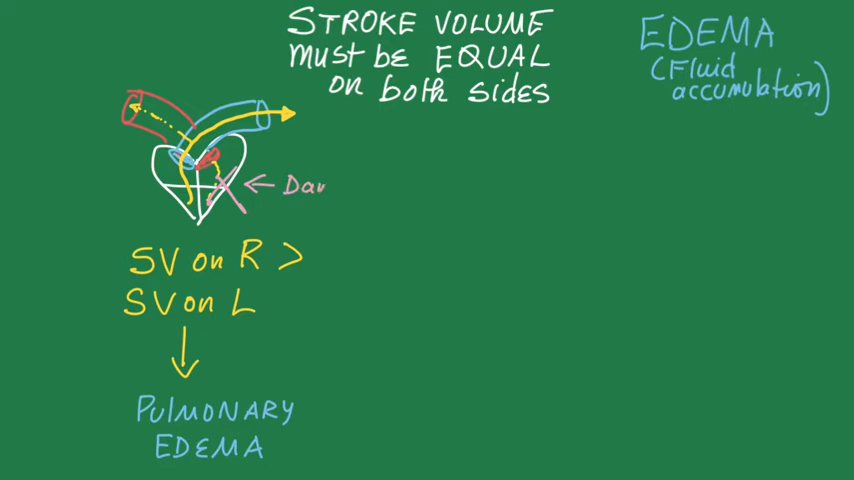 STROKE VOLUME
must be EQUAL
on both sides
EDEMA
(Fluid
accumulation)
Dam
SV on R >
SV on L
PULMONARY
EDEMA